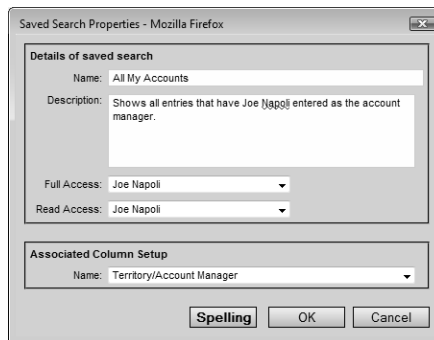 Saved Search Properties - Mozilla Firefox
Details of saved search
Name: All My Accounts
Description: Shows all entries that have Joe Napoli entered as the account
manager.
Full Access: Joe Napoli
Read Access: Joe Napoli
Associated Column Setup
Name: Territory/Account Manager
Spelling OK Cancel